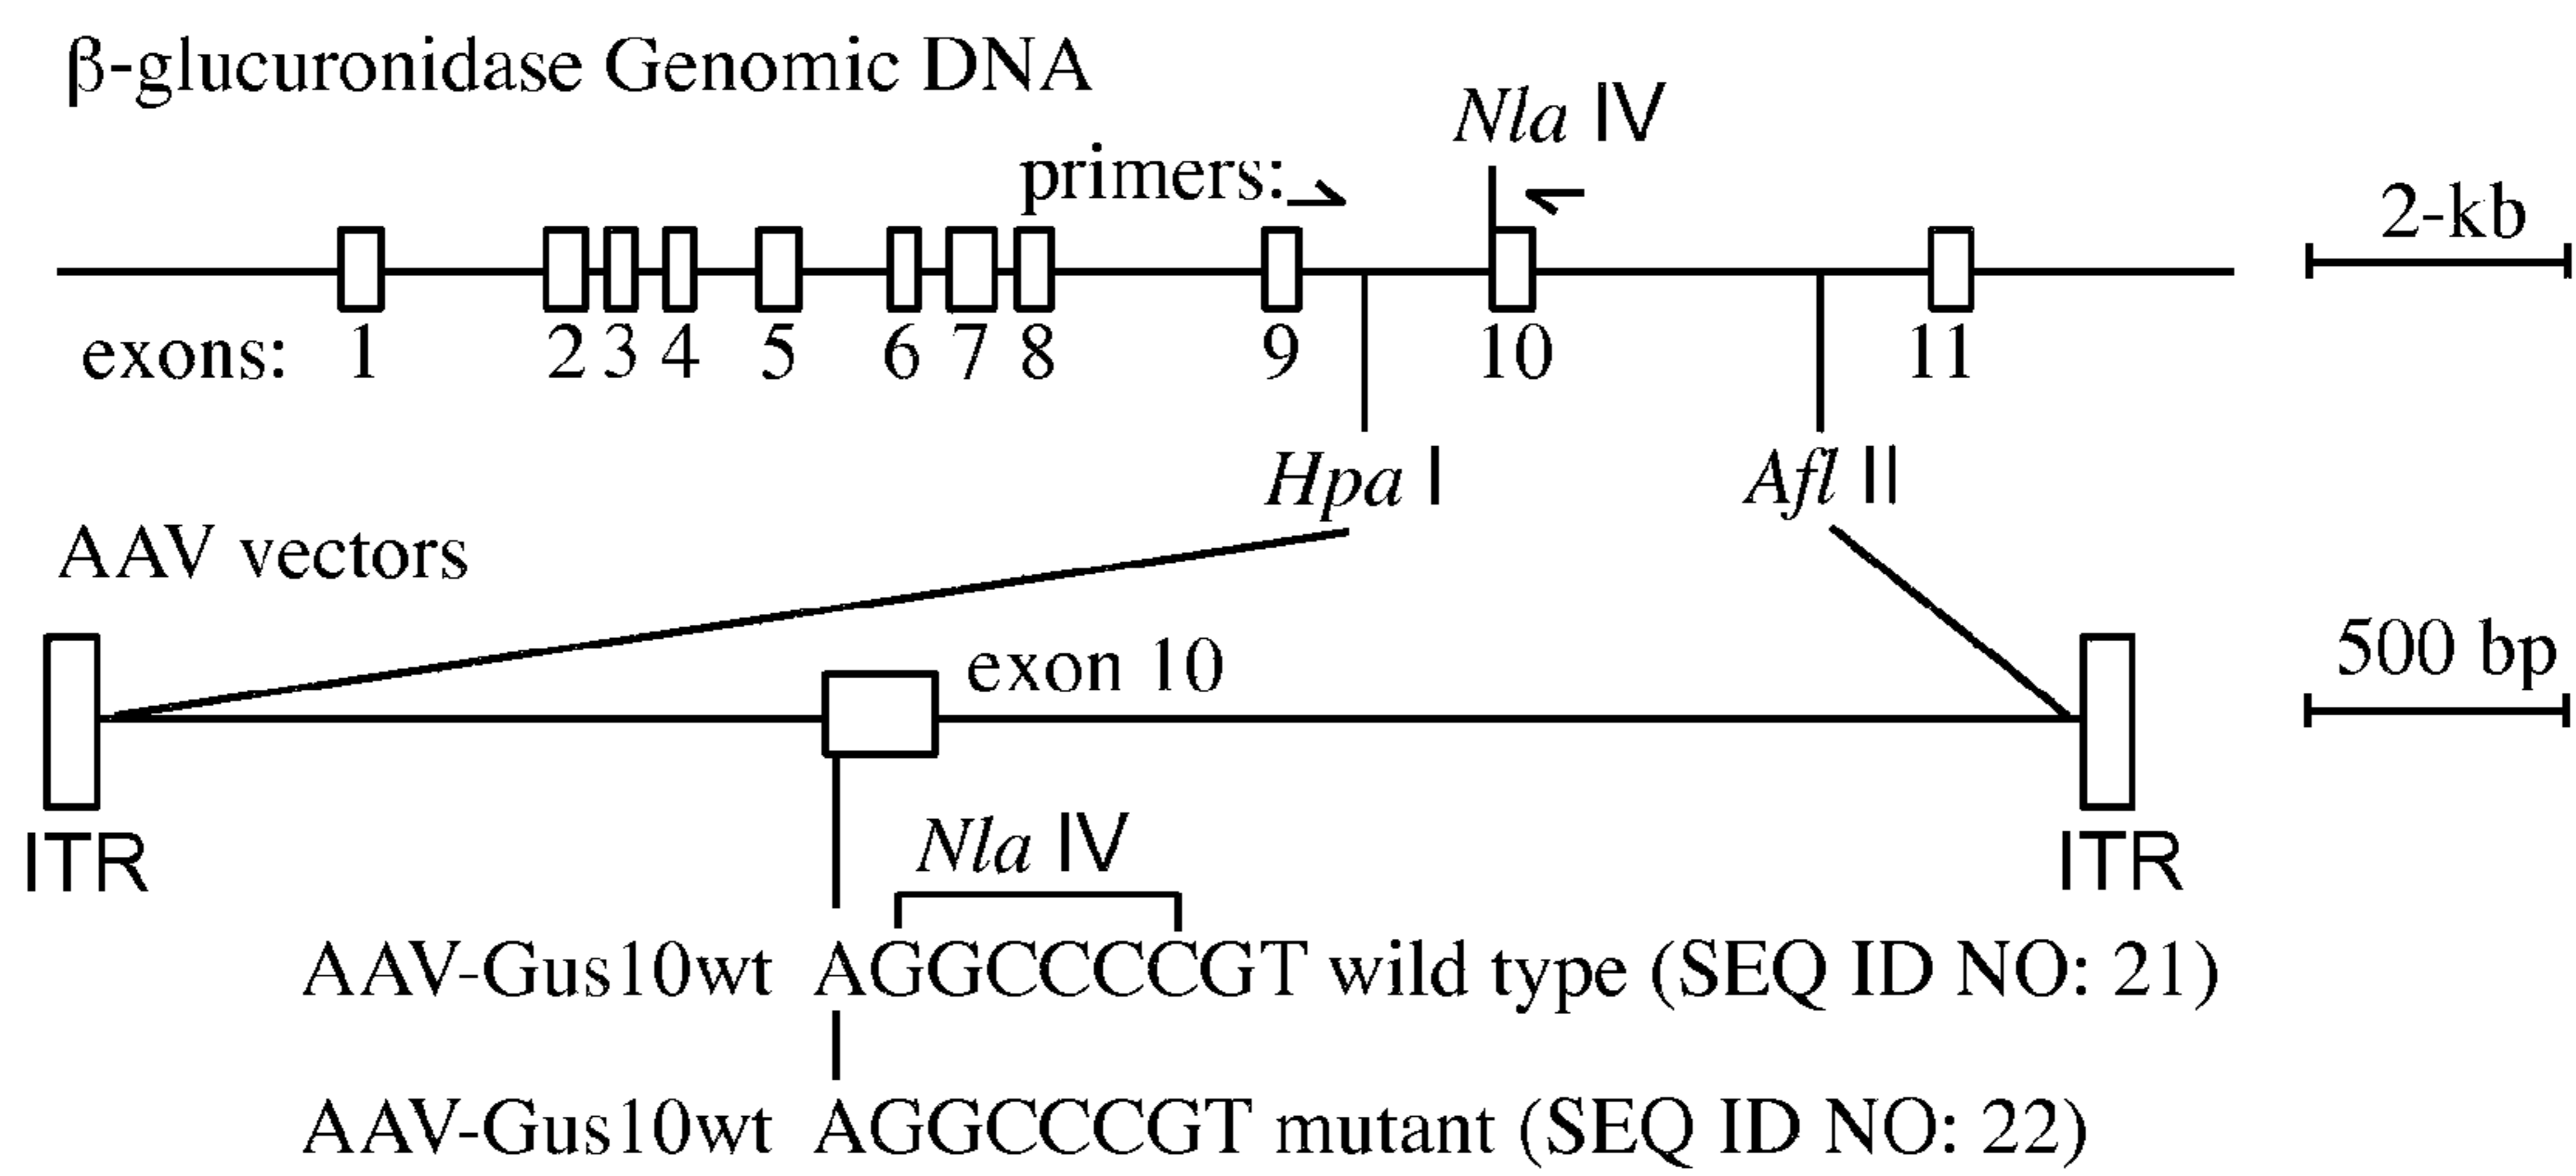 β-glucuronidase Genomic DNA
Nla IV
primers:
2-kb
exons: 1 2 3 4 5 6 7 8 9 10 11
Hpa I
Afl II
AAV vectors
exon 10
500 bp
ITR
Nla IV
ITR
AAV-Gus10wt AGGCCCCCGT wild type (SEQ ID NO: 21)
AAV-Gus10wt AGGCCCCGT mutant (SEQ ID NO: 22)